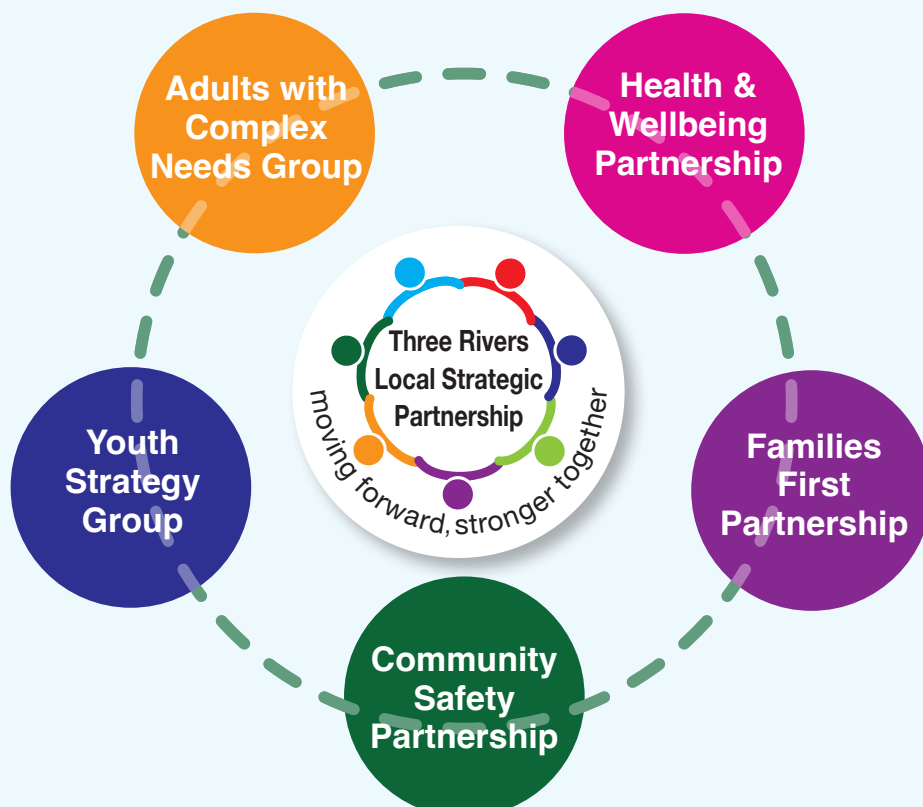 Adults with
Complex
Needs Group
Health &
Wellbeing
Partnership
Three Rivers
Local Strategic
Partnership
moving forward, stronger together
Youth
Strategy
Group
Families
First
Partnership
Community
Safety
Partnership